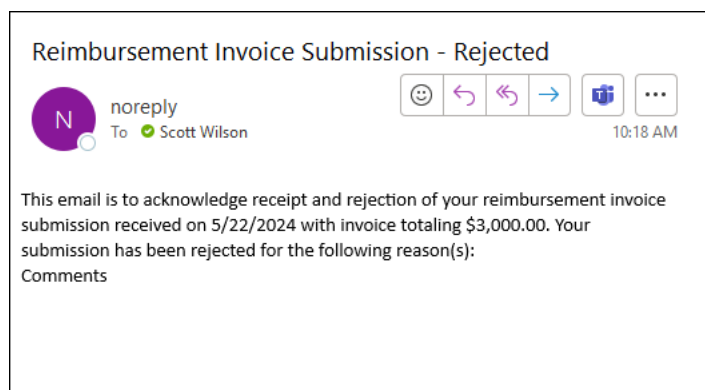 Reimbursement Invoice Submission - Rejected
N
noreply
To Scott Wilson
10:18 AM
This email is to acknowledge receipt and rejection of your reimbursement invoice
submission received on 5/22/2024 with invoice totaling $3,000.00. Your
submission has been rejected for the following reason(s):
Comments